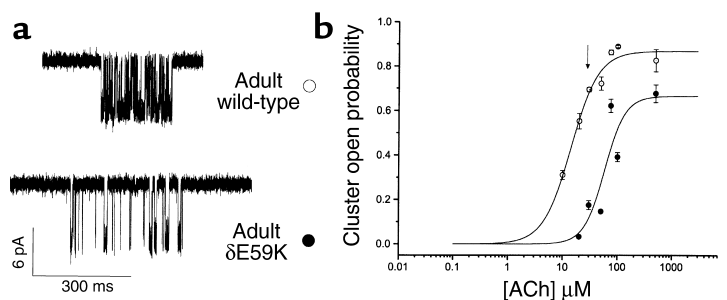 a
Adult
wild-type
Adult
δE59K
6 pA
300 ms
b
Cluster open probability
1.0
0.8
0.6
0.4
0.2
0.0
0.01
0.1
1
10
100
1000
[ACh] μM